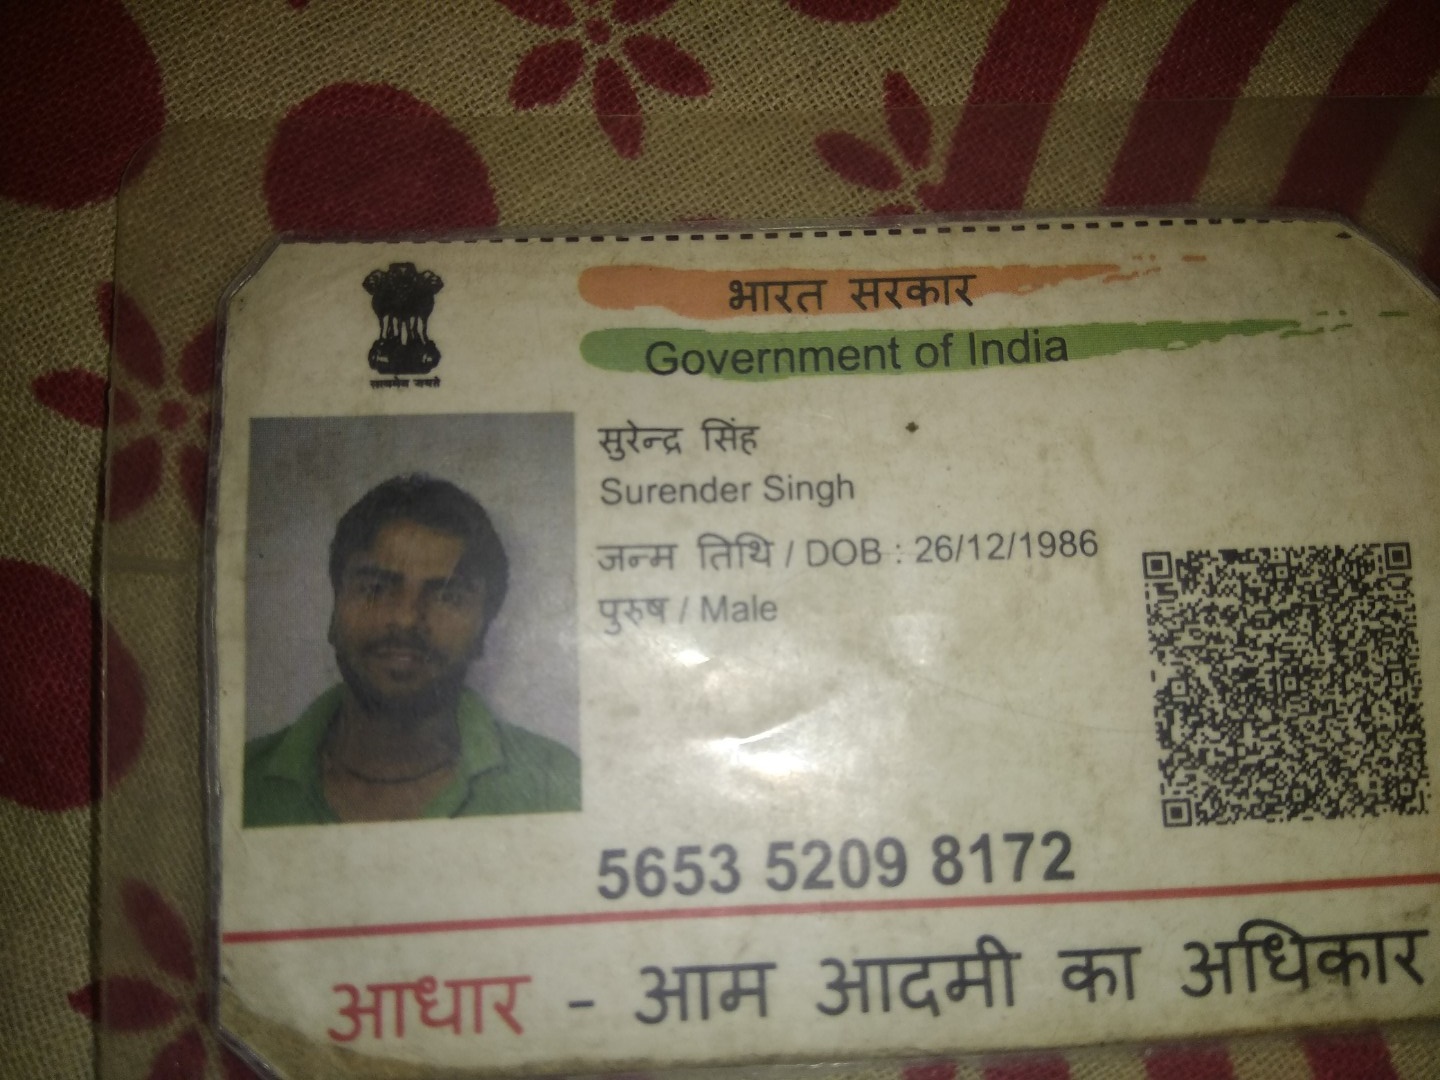 सत्यमेव जयते
भारत सरकार
Government of India
सुरेन्द्र सिंह
Surender Singh
जन्म तिथि / DOB : 26/12/1986
पुरुष / Male
5653 5209 8172
आधार - आम आदमी का अधिकार